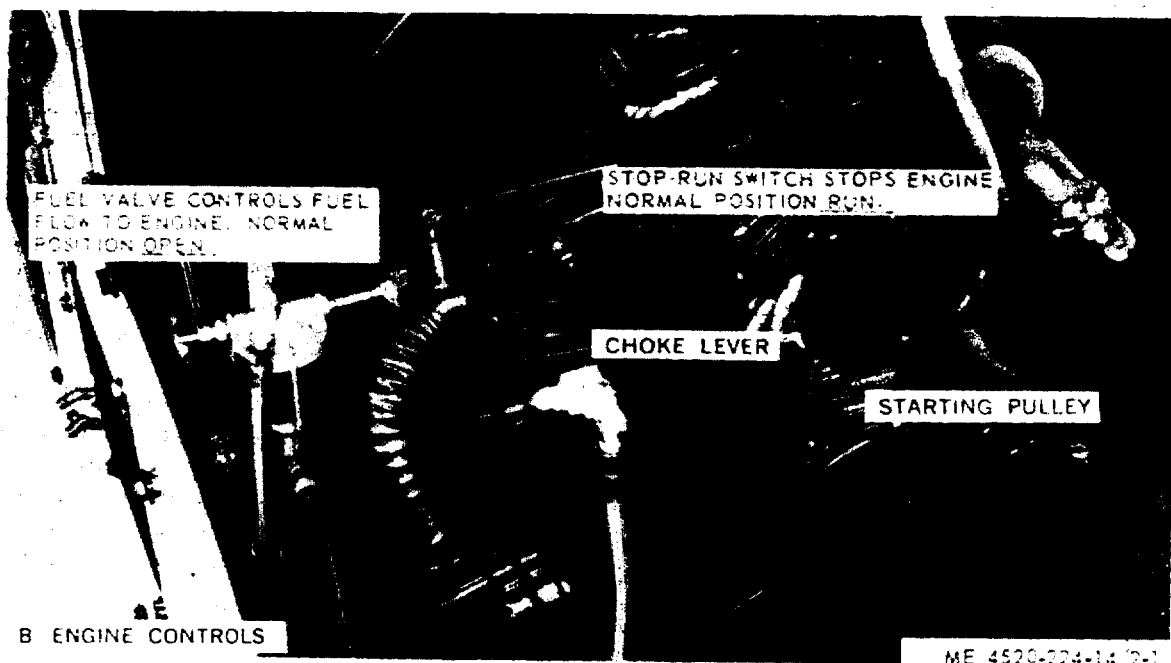 FUEL VALVE CONTROLS FUEL
FLOW TO ENGINE. NORMAL
POSITION OPEN.
STOP-RUN SWITCH STOPS ENGINE
NORMAL POSITION RUN.
CHOKE LEVER
STARTING PULLEY
B ENGINE CONTROLS
ME